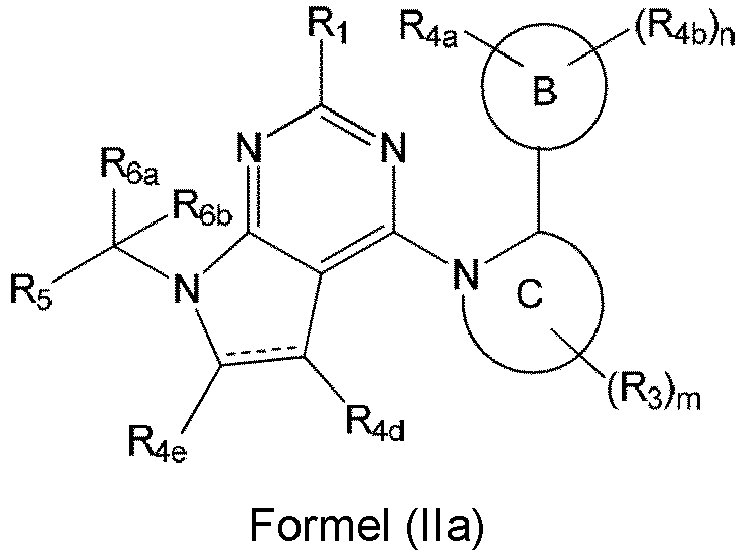 R1
R4a
(R4b)n
B
N
N
R6a
R6b
R5
N
N
C
(R3)m
R4e
R4d
Formel (IIa)